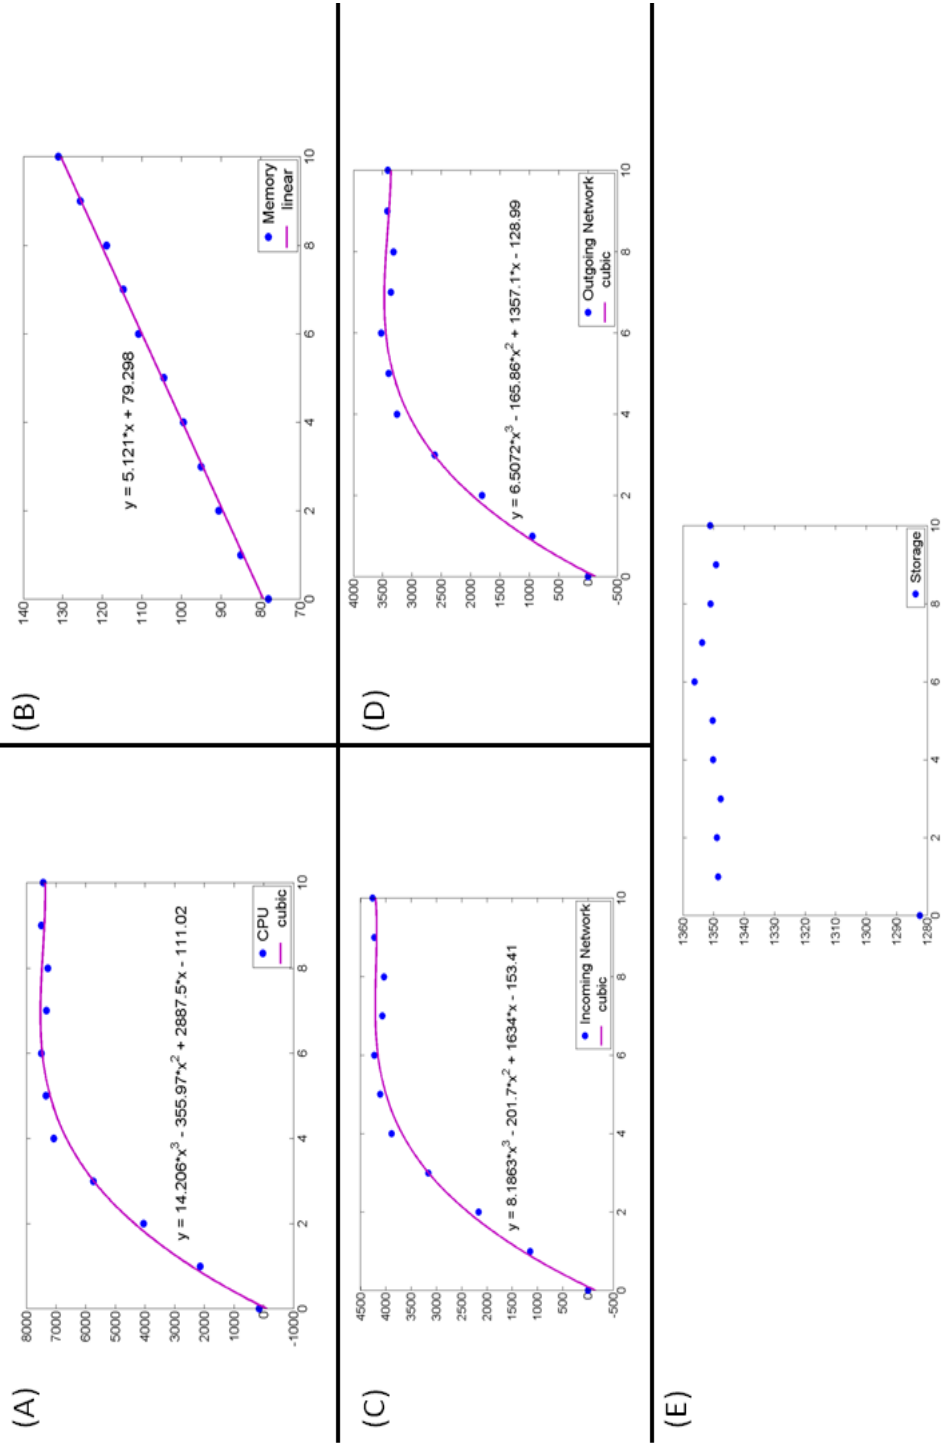 (A)
8000
7000
6000
5000
4000
3000
2000
1000
0
-1000
0 2 4 6 8 10
y = 14.206*x³ - 355.97*x² + 2887.5*x - 111.02
CPU
cubic
(B)
140
130
120
110
100
90
80
70
0 2 4 6 8 10
y = 5.121*x + 79.298
Memory
linear
(C)
4500
4000
3500
3000
2500
2000
1500
1000
500
0
-500
0 2 4 6 8 10
y = 8.1863*x³ - 201.7*x² + 1634*x - 153.41
Incoming Network
cubic
(D)
4000
3500
3000
2500
2000
1500
1000
500
0
-500
0 2 4 6 8 10
y = 6.5072*x³ - 165.86*x² + 1357.1*x - 128.99
Outgoing Network
cubic
(E)
1360
1350
1340
1330
1320
1310
1300
1290
1280
0 2 4 6 8 10
Storage